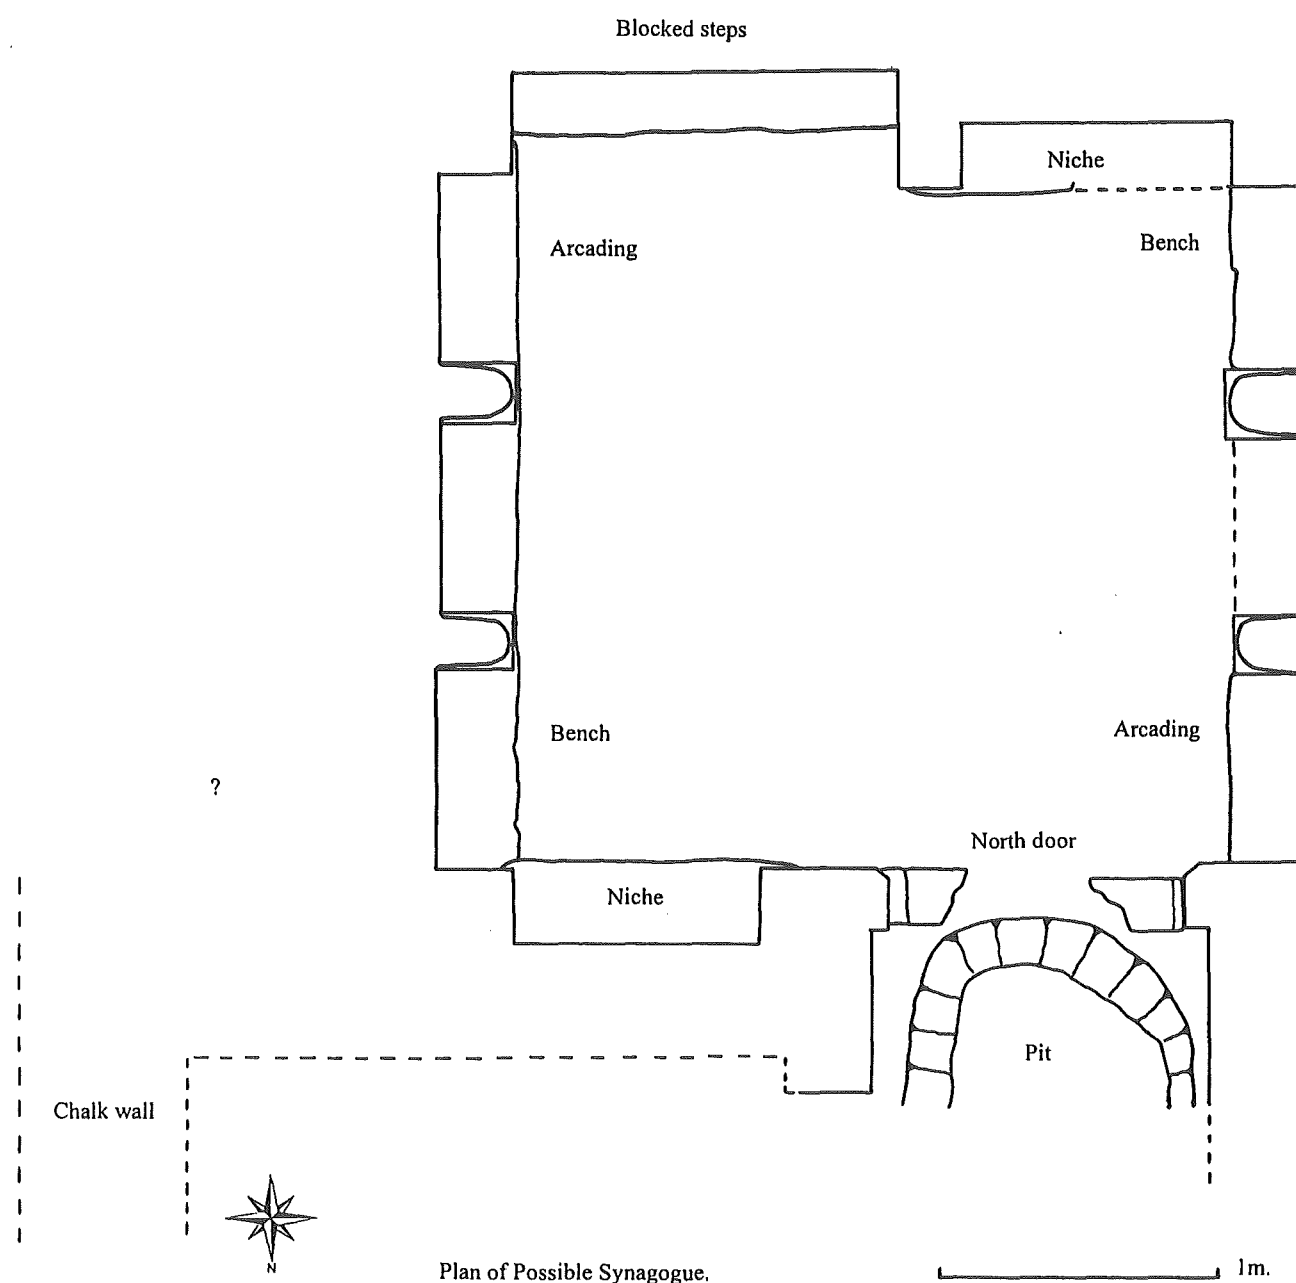 Blocked steps
Niche
Arcading
Bench
Bench
Arcading
?
North door
Niche
Pit
Chalk wall
N
Plan of Possible Synagogue.
1m.